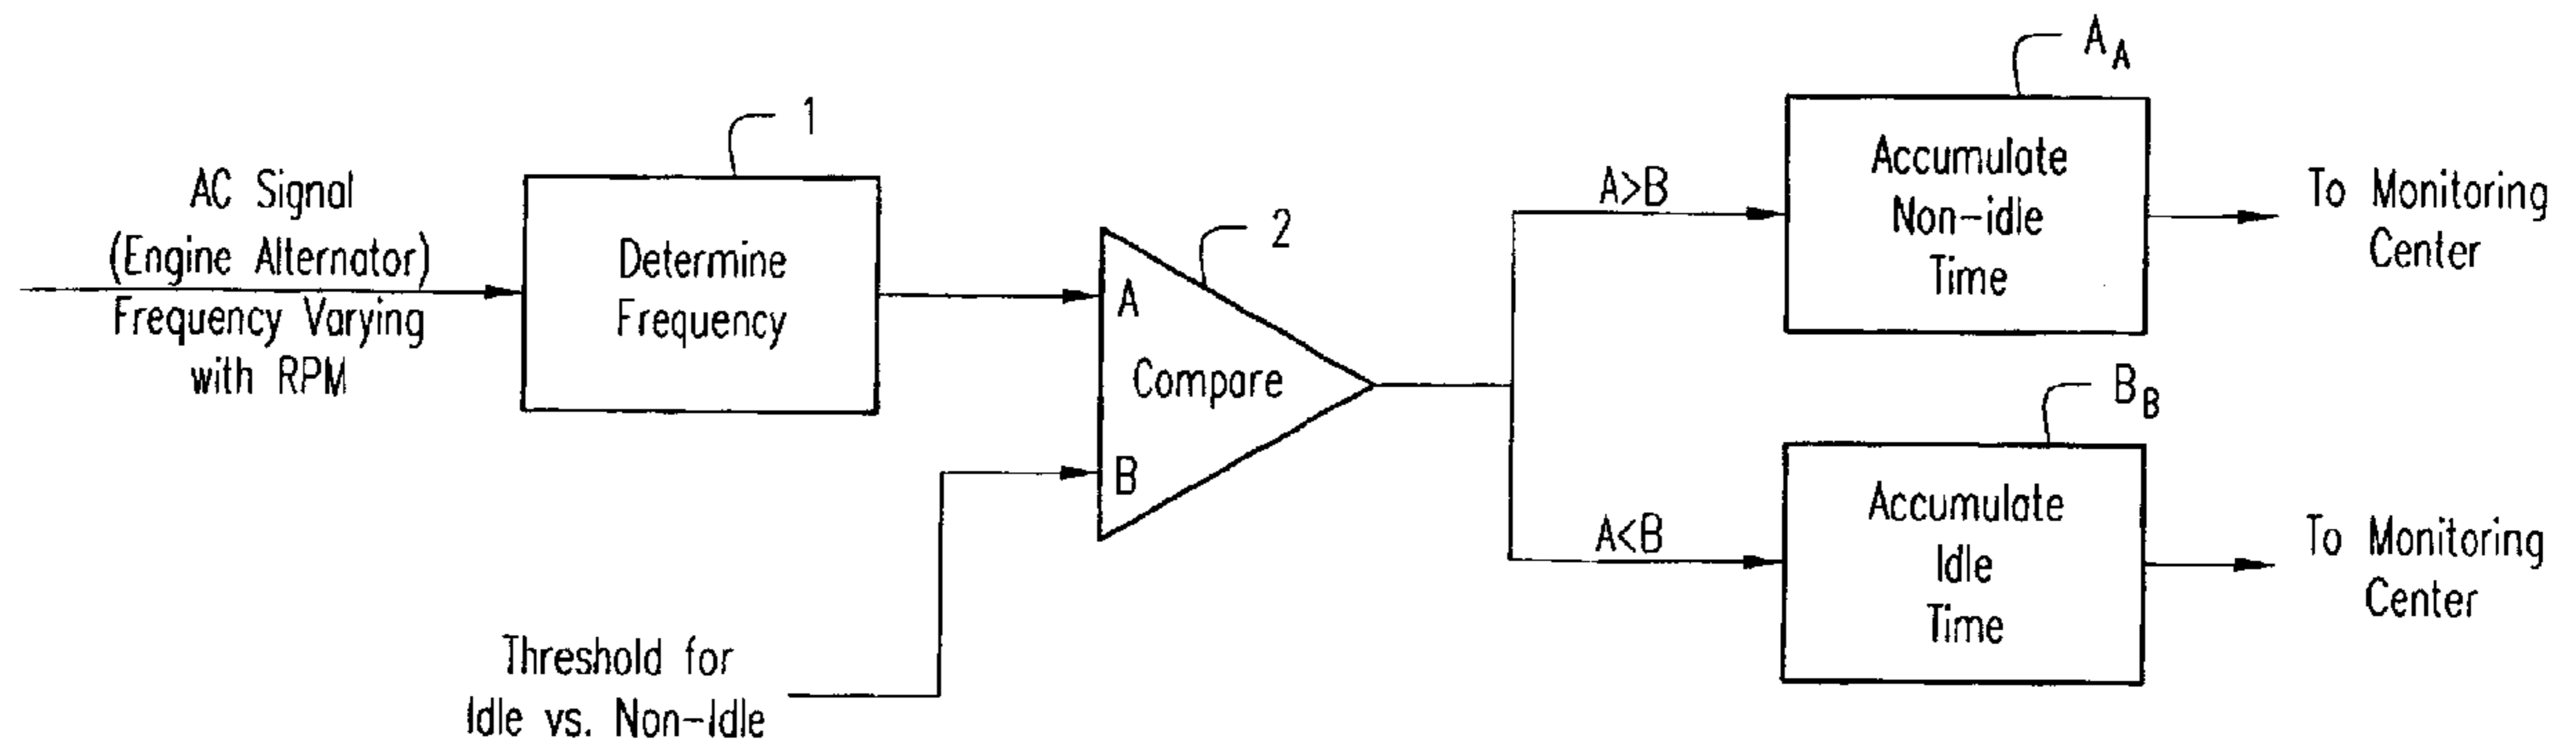 AC Signal
(Engine Alternator)
Frequency Varying
with RPM
1
Determine
Frequency
2
A
Compare
B
Threshold for
Idle vs. Non-Idle
A>B
A<B
A_A
Accumulate
Non-idle
Time
To Monitoring
Center
B_B
Accumulate
Idle
Time
To Monitoring
Center